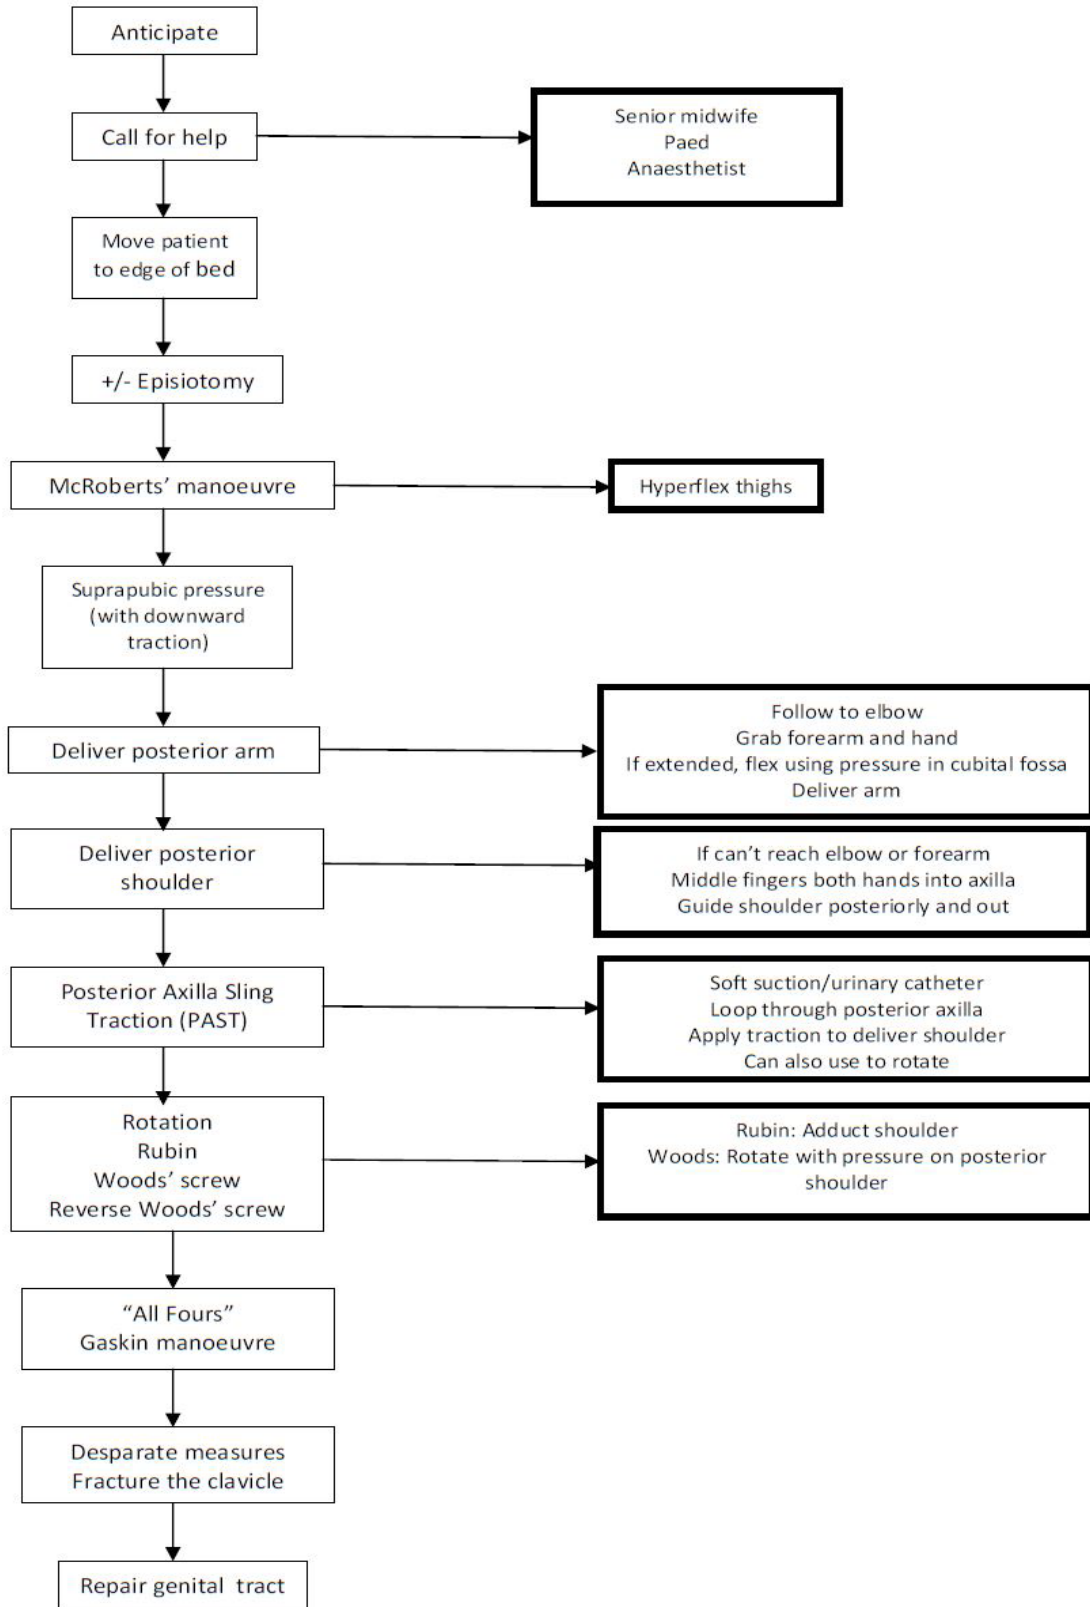 Anticipate
Call for help
Senior midwife
Paed
Anaesthetist
Move patient
to edge of bed
+/- Episiotomy
McRoberts’ manoeuvre
Hyperflex thighs
Suprapubic pressure
(with downward
traction)
Deliver posterior arm
Follow to elbow
Grab forearm and hand
If extended, flex using pressure in cubital fossa
Deliver arm
Deliver posterior
shoulder
If can’t reach elbow or forearm
Middle fingers both hands into axilla
Guide shoulder posteriorly and out
Posterior Axilla Sling
Traction (PAST)
Soft suction/urinary catheter
Loop through posterior axilla
Apply traction to deliver shoulder
Can also use to rotate
Rotation
Rubin
Woods’ screw
Reverse Woods’ screw
Rubin: Adduct shoulder
Woods: Rotate with pressure on posterior
shoulder
“All Fours”
Gaskin manoeuvre
Desparate measures
Fracture the clavicle
Repair genital tract